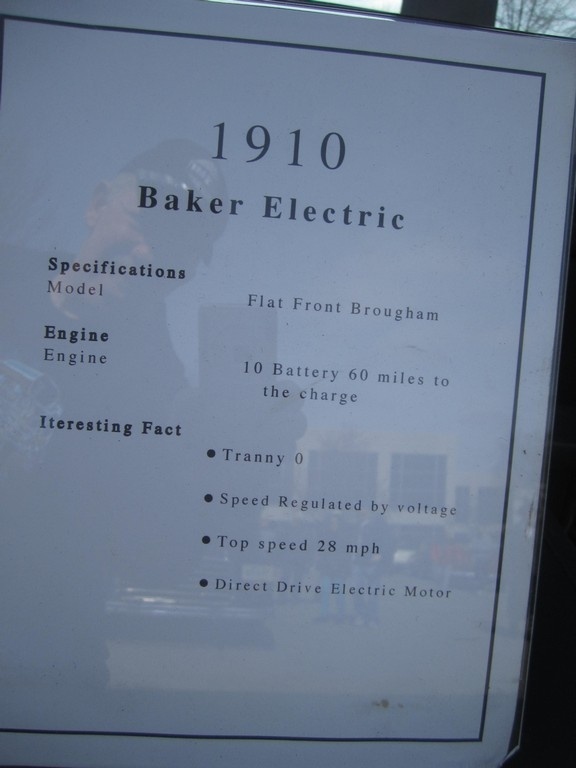 1910
Baker Electric
Specifications
Model
Flat Front Brougham
Engine
Engine
10 Battery 60 miles to
the charge
Iteresting Fact
● Tranny 0
● Speed Regulated by voltage
● Top speed 28 mph
● Direct Drive Electric Motor